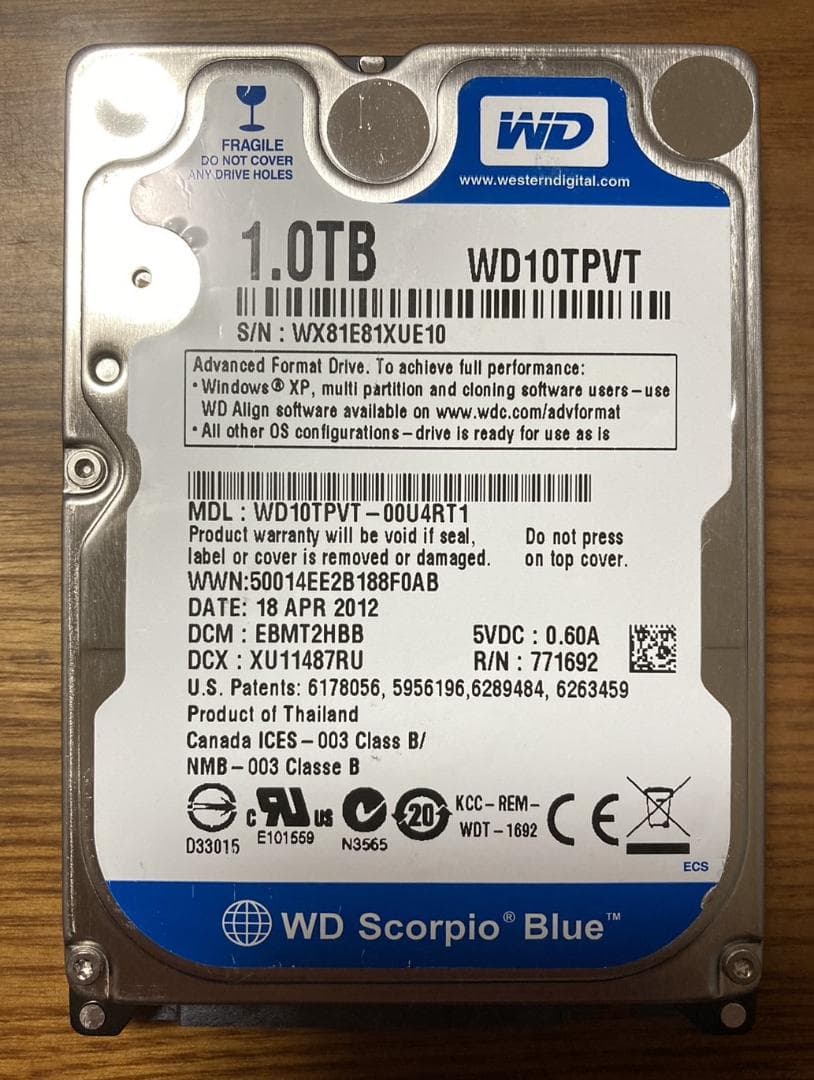 FRAGILE
DO NOT COVER
ANY DRIVE HOLES
WD
www.westerndigital.com
1.0TB
WD10TPVT
S/N : WX81E81XUE10
Advanced Format Drive. To achieve full performance:
• Windows® XP, multi partition and cloning software users – use
WD Align software available on www.wdc.com/advformat
• All other OS configurations – drive is ready for use as is
MDL : WD10TPVT – 00U4RT1
Product warranty will be void if seal,
label or cover is removed or damaged.
Do not press
on top cover.
WWN:50014EE2B188F0AB
DATE: 18 APR 2012
DCM : EBMT2HBB
5VDC : 0.60A
DCX : XU11487RU
R/N : 771692
U.S. Patents: 6178056, 5956196,6289484, 6263459
Product of Thailand
Canada ICES – 003 Class B/
NMB – 003 Classe B
D33015
c RU us
E101559
N3565
20
KCC – REM –
WDT – 1692
CE
ECS
WD Scorpio® Blue™